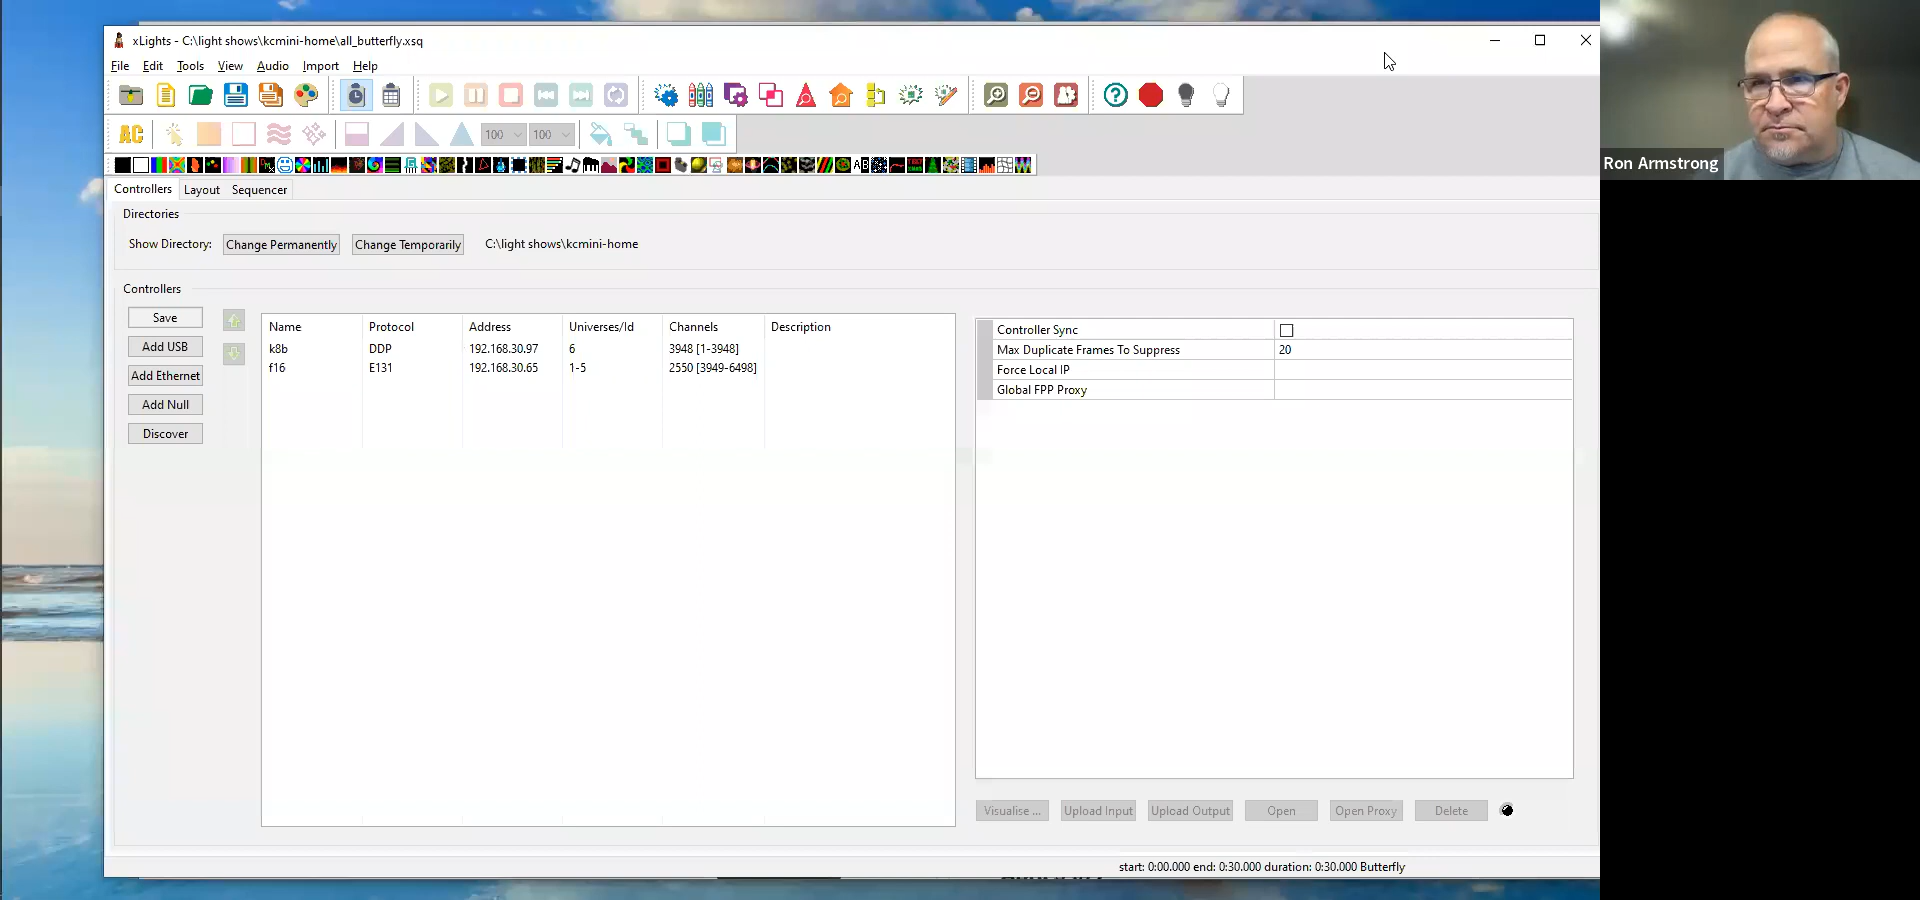 xLights - C:\light shows\kcmini-home\all_butterfly.xsq
File Edit Tools View Audio Import Help
AC 100 100
Controllers Layout Sequencer
Directories
Show Directory: Change Permanently Change Temporarily C:\light shows\kcmini-home
Controllers
Save
Add USB
Add Ethernet
Add Null
Discover
Name Protocol Address Universes/Id Channels Description
k8b DDP 192.168.30.97 6 3948 [1-3948]
f16 E131 192.168.30.65 1-5 2550 [3949-6498]
Controller Sync
Max Duplicate Frames To Suppress 20
Force Local IP
Global FPP Proxy
Visualise ... Upload Input Upload Output Open Open Proxy Delete
start: 0:00.000 end: 0:30.000 duration: 0:30.000 Butterfly
Ron Armstrong